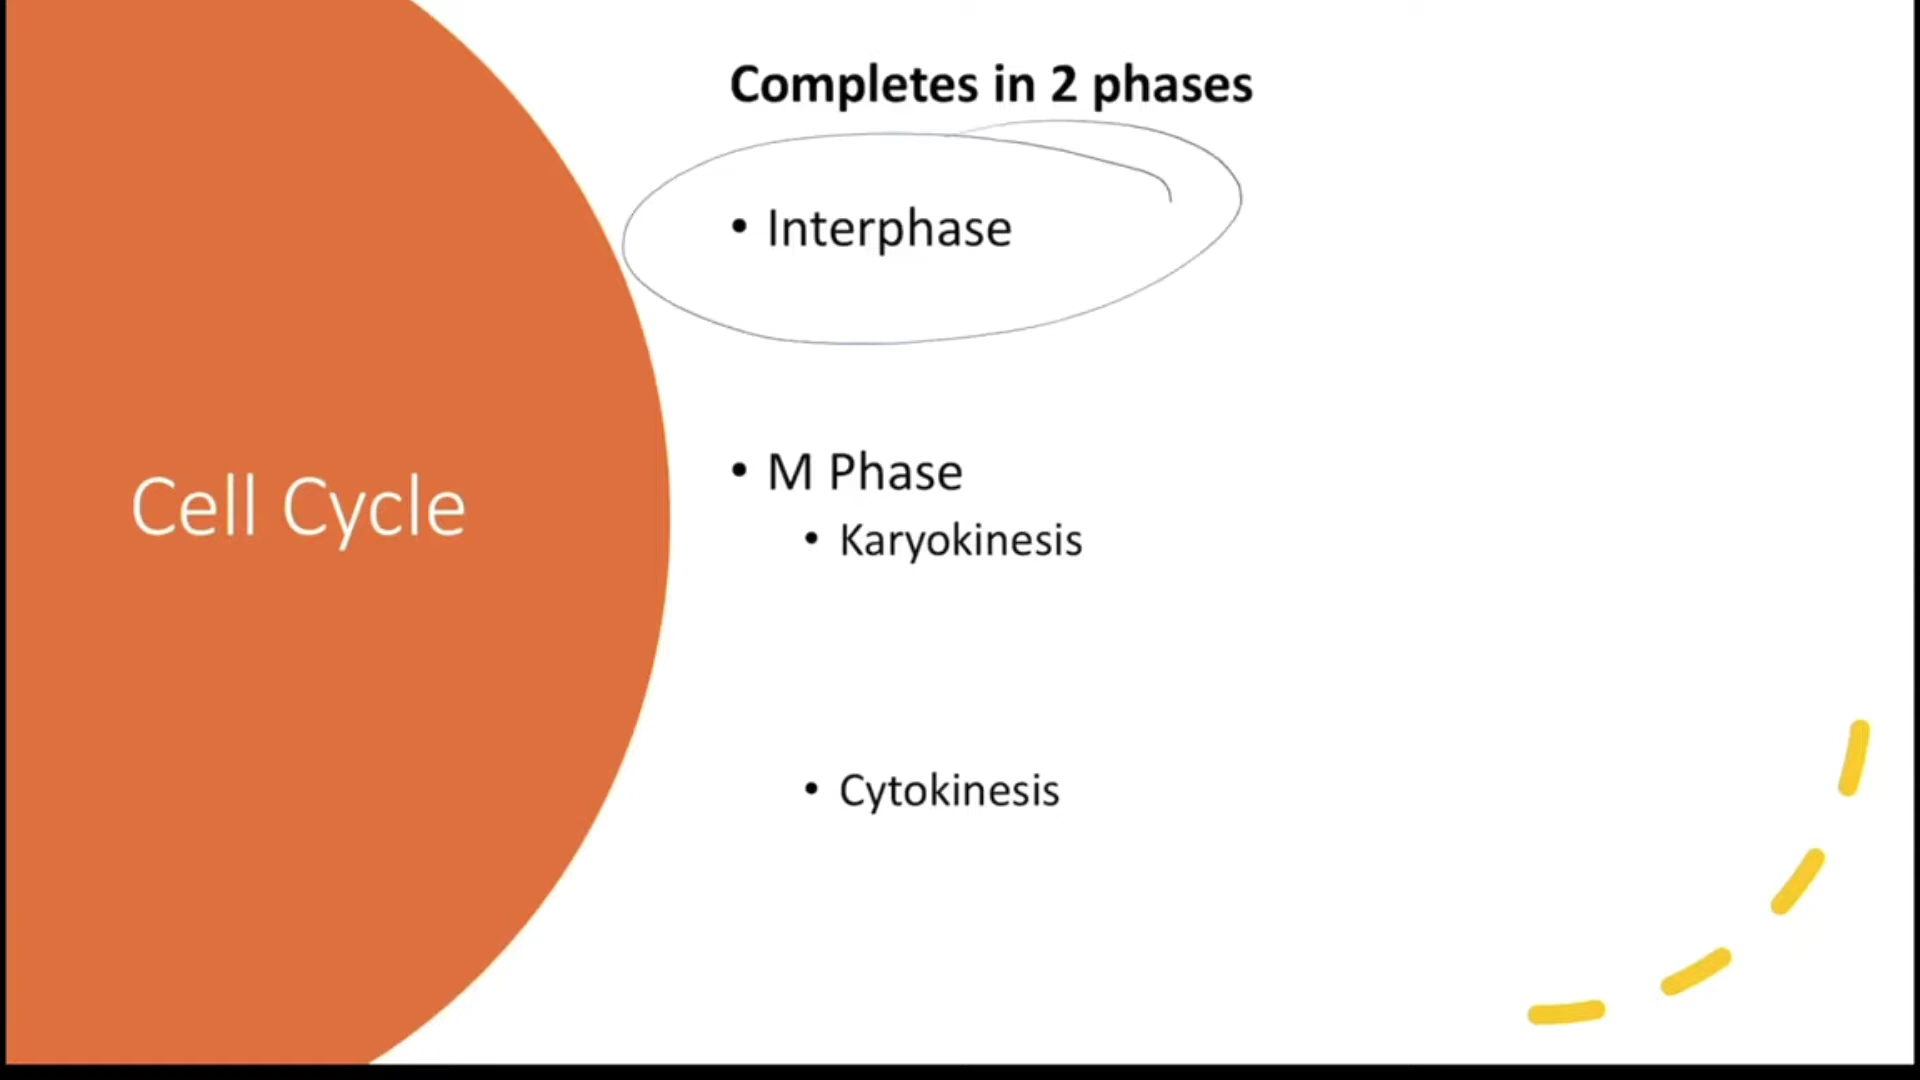 Cell Cycle
Completes in 2 phases
• Interphase
• M Phase
• Karyokinesis
• Cytokinesis